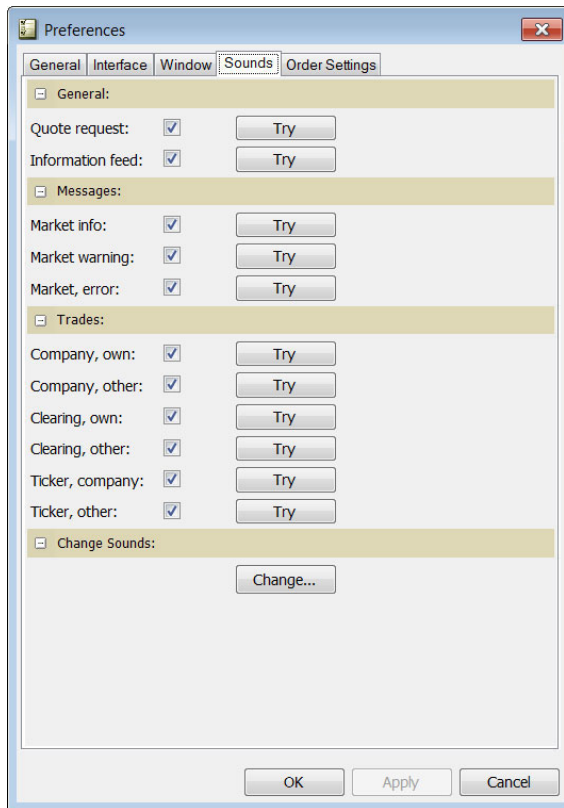 Preferences
General Interface Window Sounds Order Settings
General:
Quote request: Try
Information feed: Try
Messages:
Market info: Try
Market warning: Try
Market, error: Try
Trades:
Company, own: Try
Company, other: Try
Clearing, own: Try
Clearing, other: Try
Ticker, company: Try
Ticker, other: Try
Change Sounds:
Change...
OK Apply Cancel